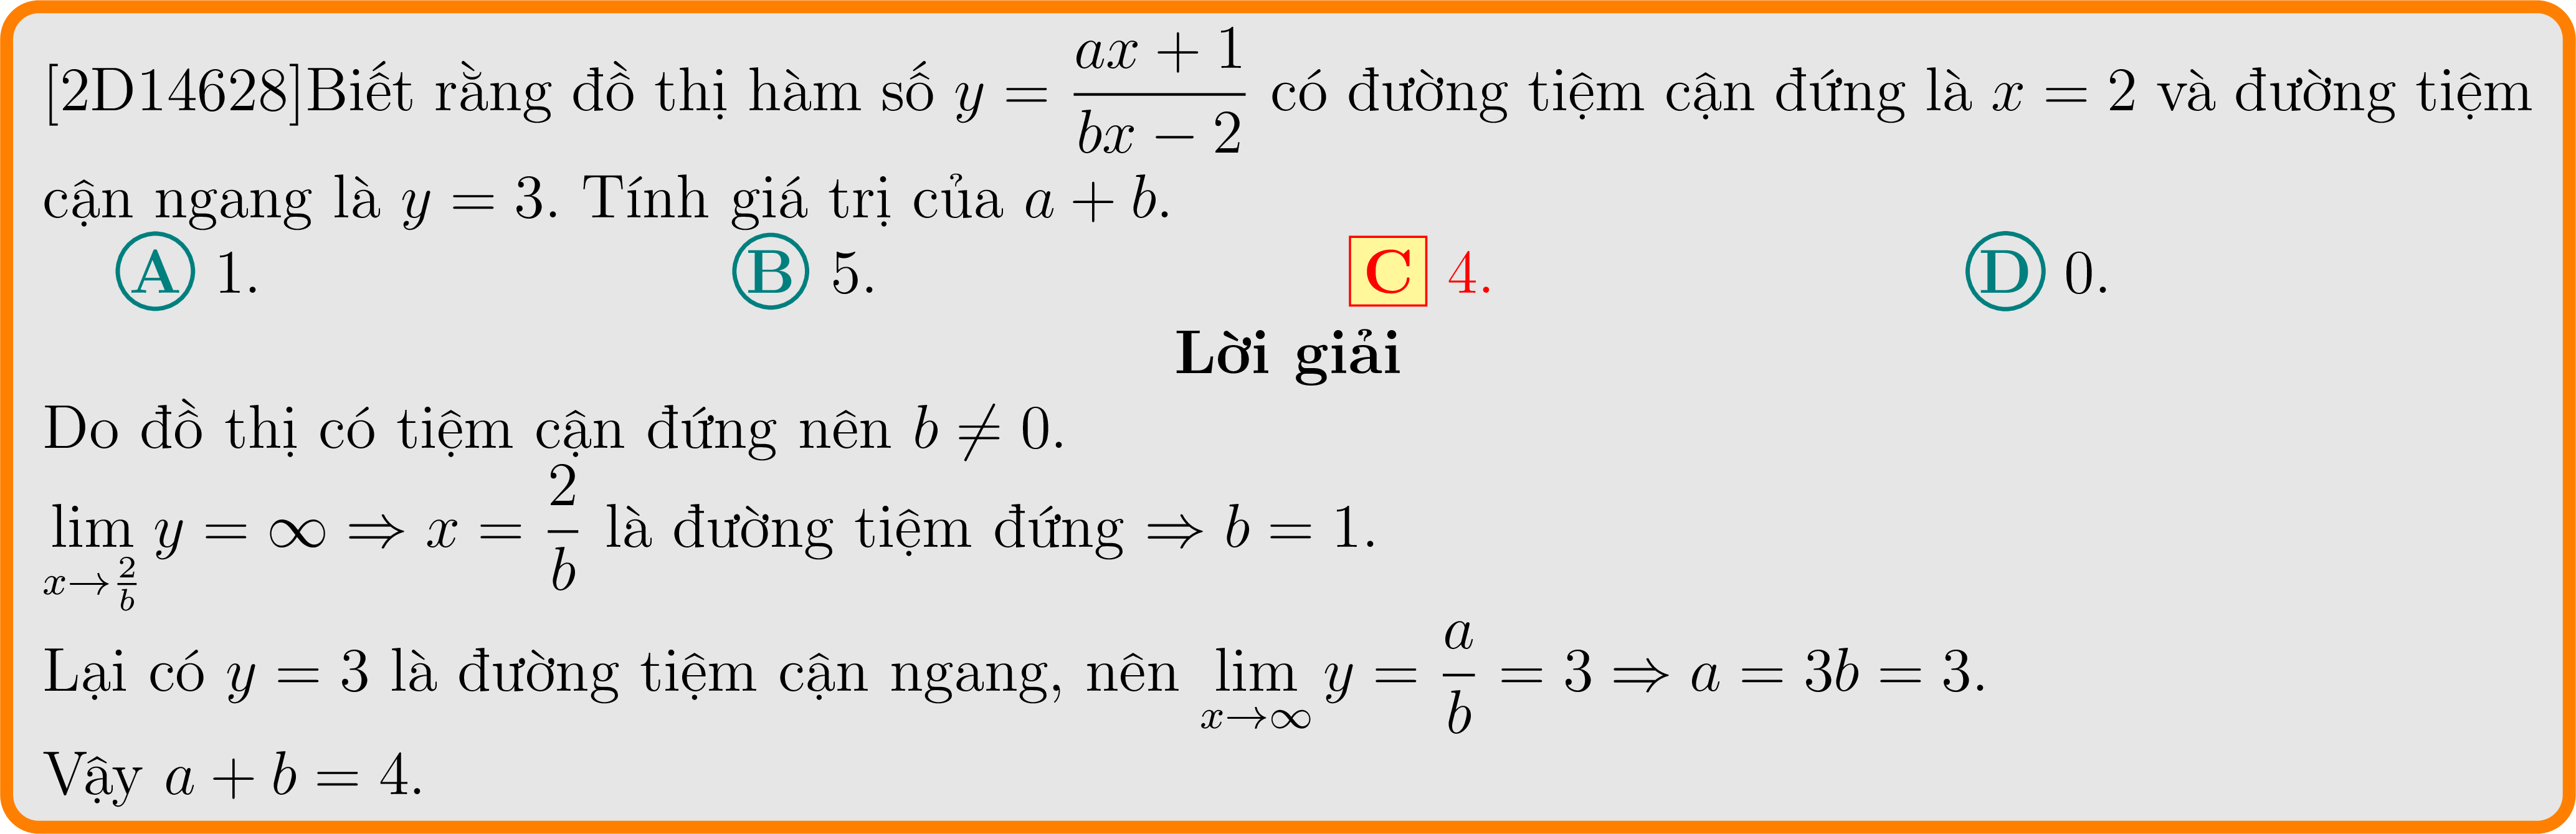 [2D14628]Biết rằng đồ thị hàm số $y = \dfrac{ax+1}{bx-2}$ có đường tiệm cận đứng là $x = 2$ và đường tiệm
cận ngang là $y = 3$. Tính giá trị của $a + b$.
A 1. B 5. C 4. D 0.
Lời giải
Do đồ thị có tiệm cận đứng nên $b \neq 0$.
$\lim\limits_{x \to \frac{2}{b}} y = \infty \Rightarrow x = \dfrac{2}{b}$ là đường tiệm đứng $\Rightarrow b = 1$.
Lại có $y = 3$ là đường tiệm cận ngang, nên $\lim\limits_{x \to \infty} y = \dfrac{a}{b} = 3 \Rightarrow a = 3b = 3$.
Vậy $a + b = 4$.